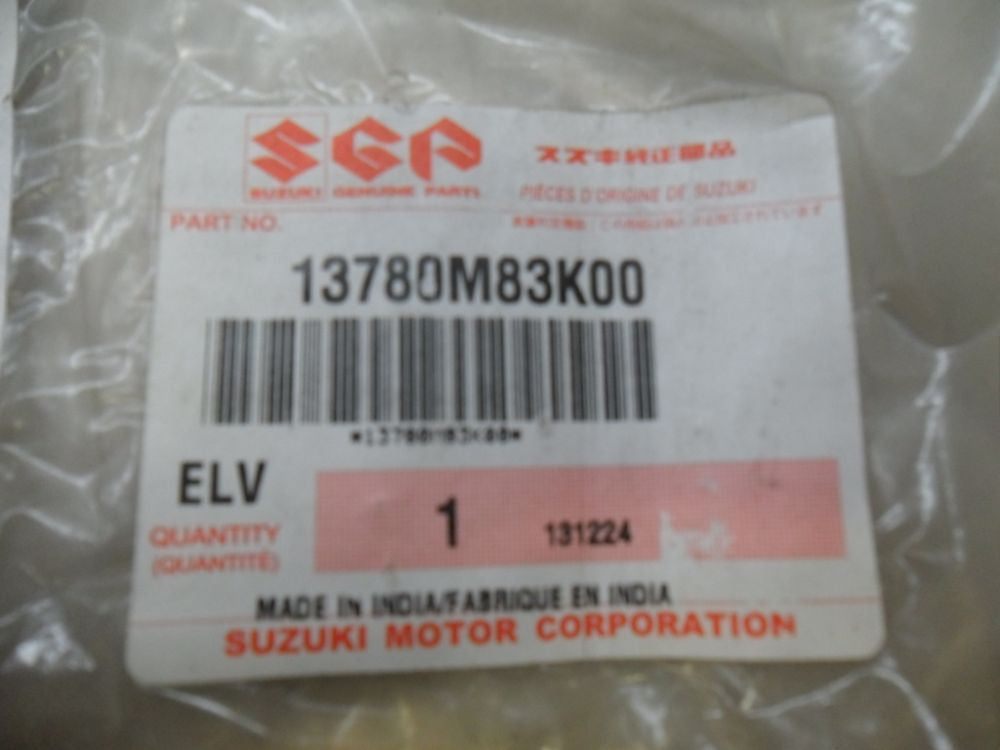 SGP
スズキ純正部品
SUZUKI GENUINE PARTS
PIÈCES D'ORIGINE DE SUZUKI
PART NO.
13780M83K00
*13780M83K00*
ELV
QUANTITY
(QUANTITÉ)
1
131224
MADE IN INDIA/FABRIQUE EN INDIA
SUZUKI MOTOR CORPORATION